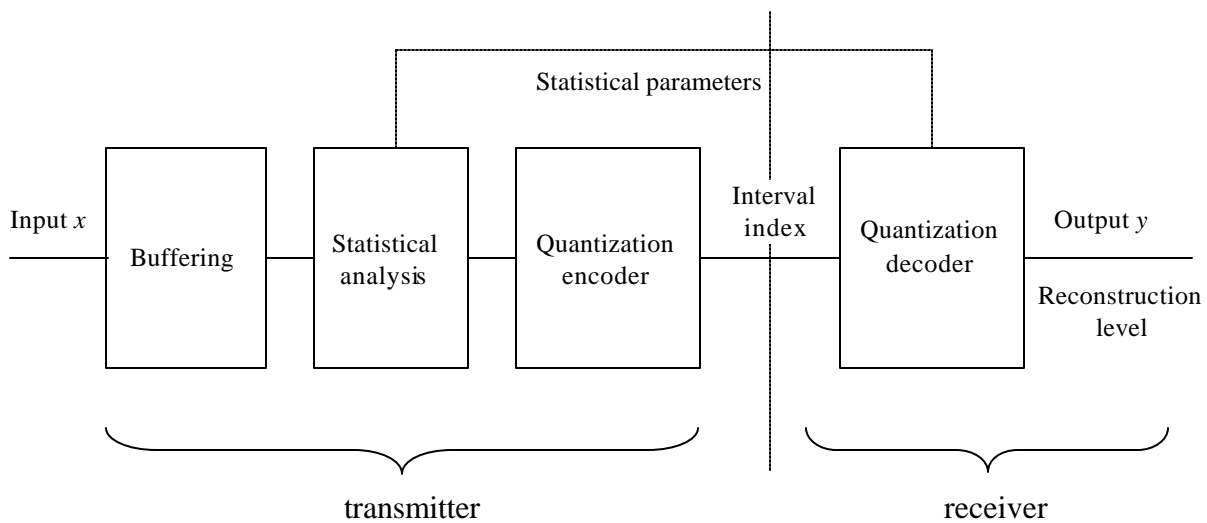 Statistical parameters
Input x
Buffering
Statistical
analysis
Quantization
encoder
Interval
index
Quantization
decoder
Output y
Reconstruction
level
transmitter
receiver